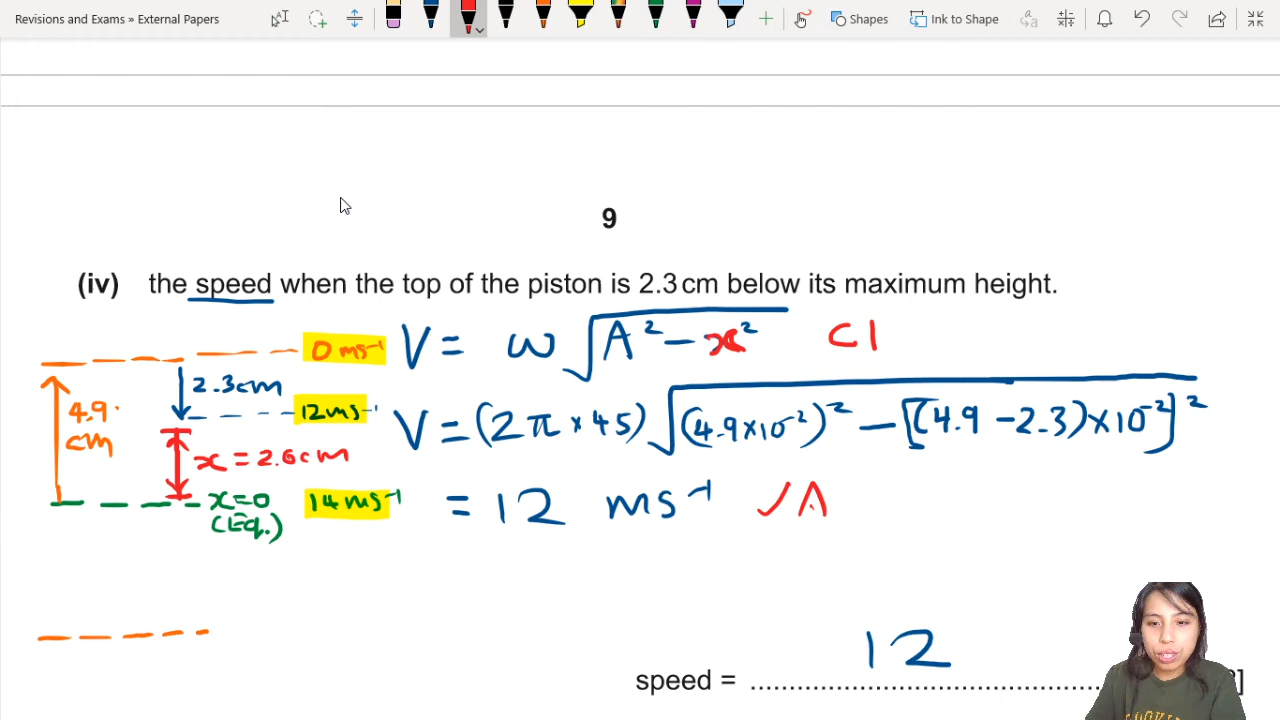 Revisions and Exams » External Papers
Shapes
Ink to Shape
9
(iv) the speed when the top of the piston is 2.3 cm below its maximum height.
0 ms⁻¹
V = ω √(A² − x²) C1
2.3cm
4.9 cm
12ms⁻¹
V = (2π × 45) √((4.9×10⁻²)² − [(4.9 − 2.3)×10⁻²]²)
x = 2.6cm
x=0
(Eq.)
14ms⁻¹
= 12 ms⁻¹ ✓A
12
speed = ..........................................
]